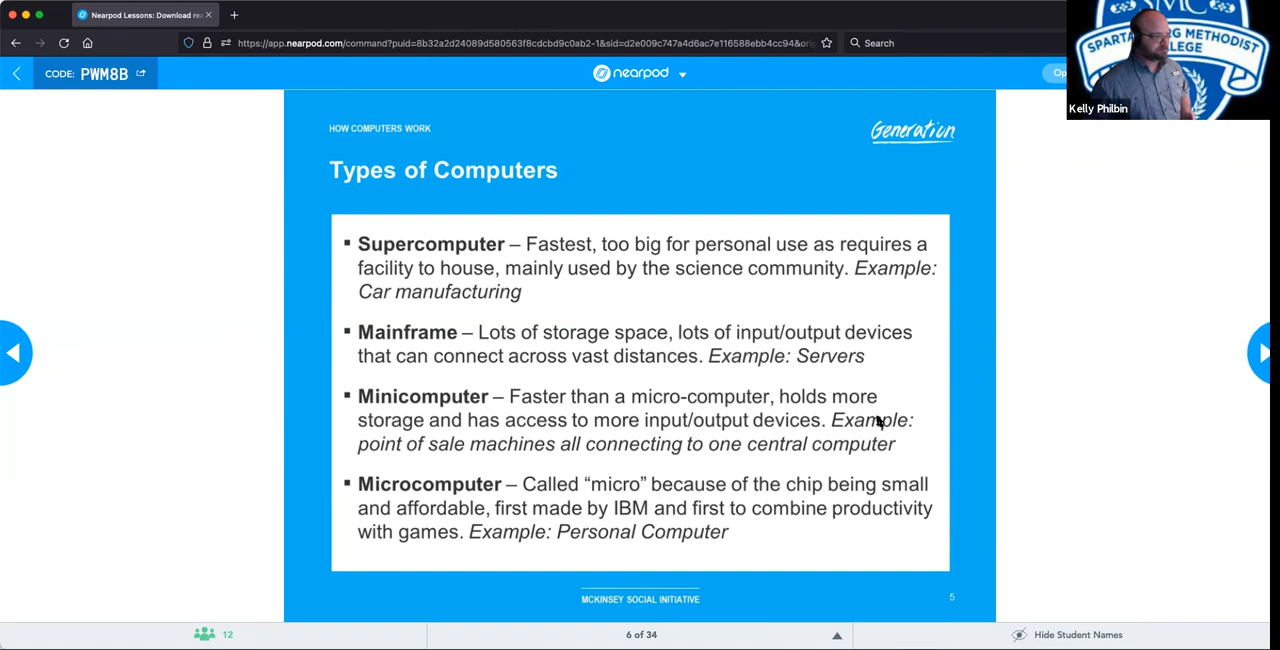 Nearpod Lessons: Download rea
https://app.nearpod.com/command?puid=8b32a2d24089d580563f8cdcbd9c0ab2-1&sid=d2e009c747a4d6ac7e116588ebb4cc94&ori
Search
SMC
SPARTANBURG METHODIST
COLLEGE
Kelly Philbin
CODE: PWM8B
nearpod
Op
HOW COMPUTERS WORK
Generation
Types of Computers
▪ Supercomputer – Fastest, too big for personal use as requires a
facility to house, mainly used by the science community. Example:
Car manufacturing
▪ Mainframe – Lots of storage space, lots of input/output devices
that can connect across vast distances. Example: Servers
▪ Minicomputer – Faster than a micro-computer, holds more
storage and has access to more input/output devices. Example:
point of sale machines all connecting to one central computer
▪ Microcomputer – Called “micro” because of the chip being small
and affordable, first made by IBM and first to combine productivity
with games. Example: Personal Computer
MCKINSEY SOCIAL INITIATIVE
5
12
6 of 34
Hide Student Names